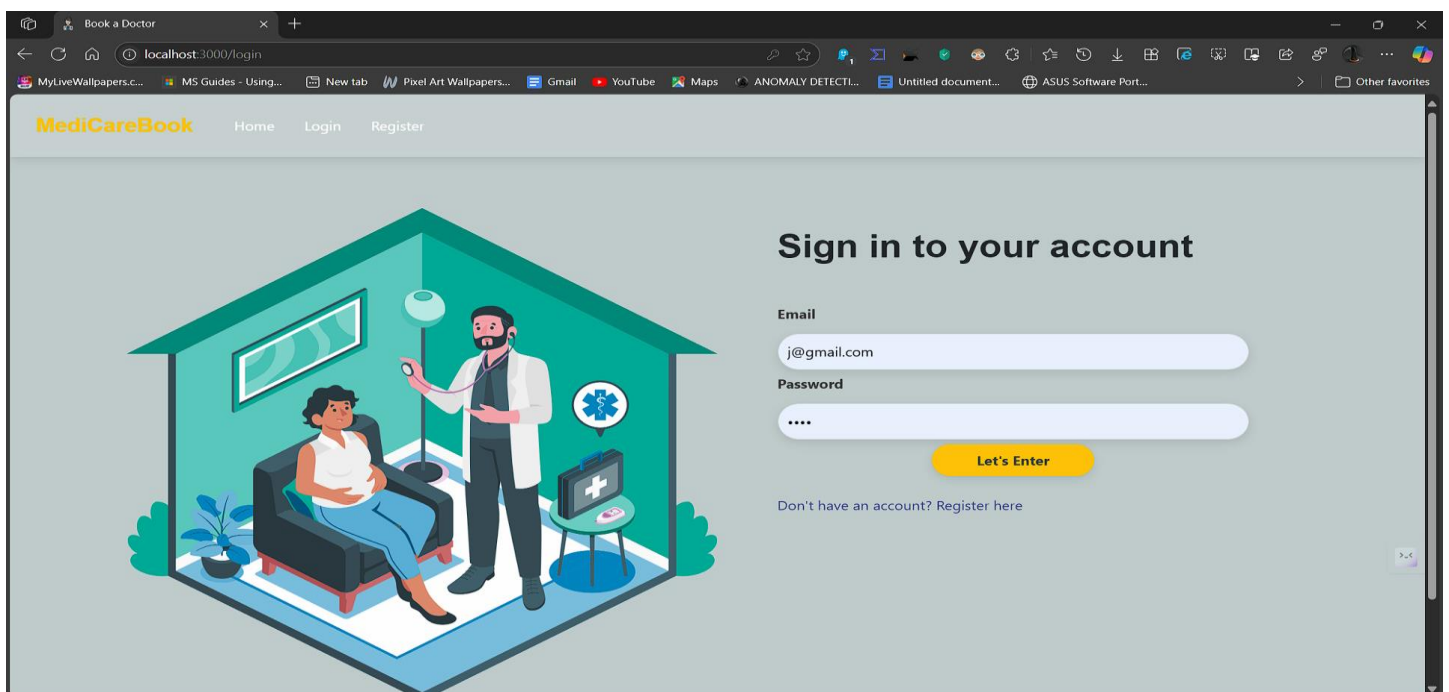 Book a Doctor
localhost:3000/login
1
MyLiveWallpapers.c... MS Guides - Using... New tab Pixel Art Wallpapers... Gmail YouTube Maps ANOMALY DETECTI... Untitled document... ASUS Software Port... Other favorites
MediCareBook Home Login Register
Sign in to your account
Email
j@gmail.com
Password
••••
Let's Enter
Don't have an account? Register here